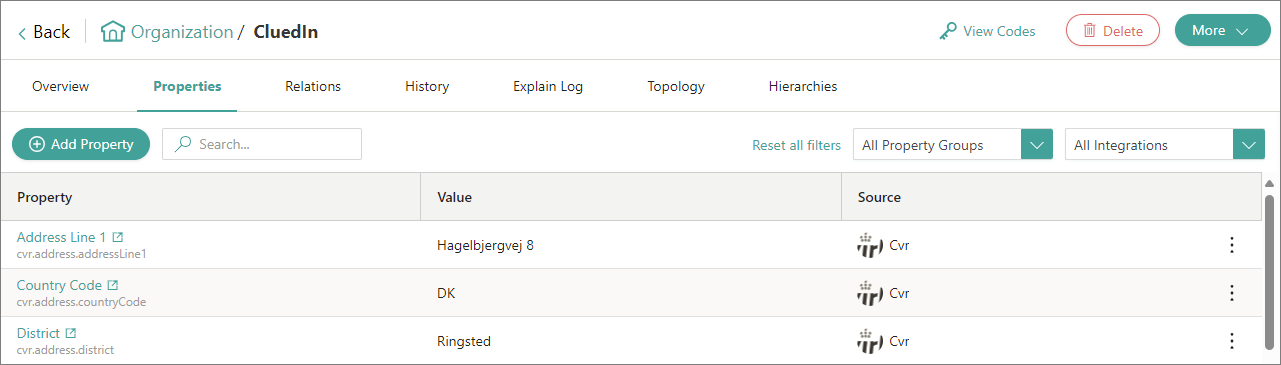 Back Organization / CluedIn View Codes Delete More
Overview Properties Relations History Explain Log Topology Hierarchies
Add Property Search... Reset all filters All Property Groups All Integrations
Property Value Source
Address Line 1 Hagelbjergvej 8 Cvr
cvr.address.addressLine1
Country Code DK Cvr
cvr.address.countryCode
District Ringsted Cvr
cvr.address.district